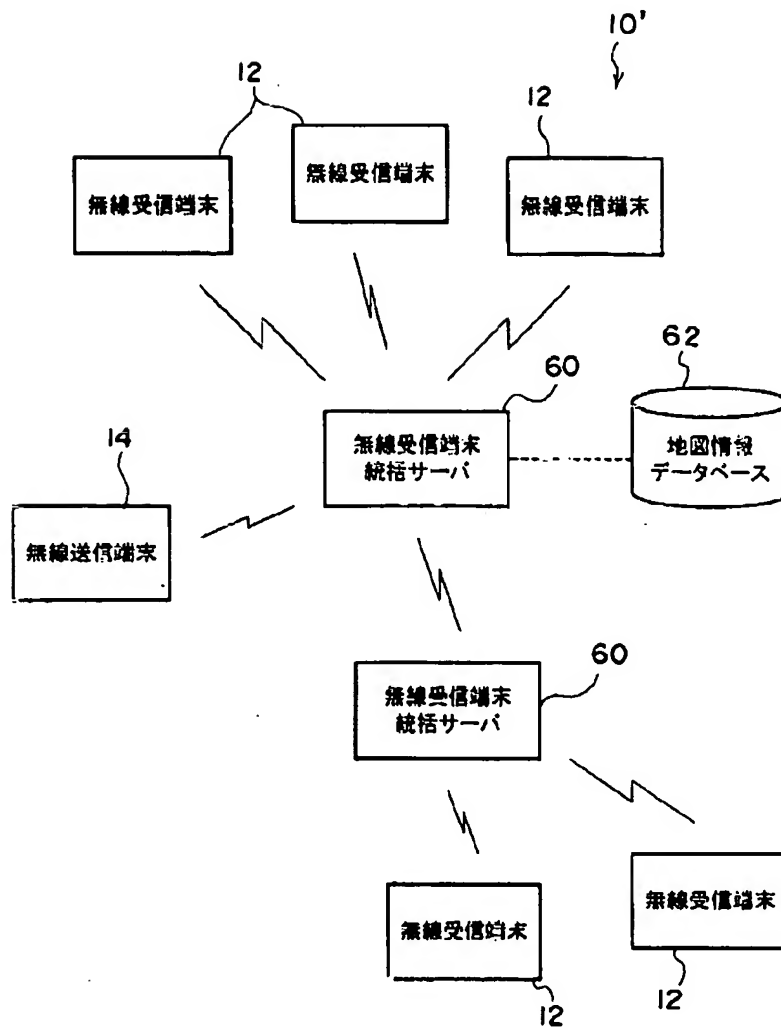 10'
12
12
無線受信端末
無線受信端末
無線受信端末
60
62
無線受信端末
統括サーバ
地図情報
データベース
14
無線送信端末
60
無線受信端末
統括サーバ
無線受信端末
無線受信端末
12
12